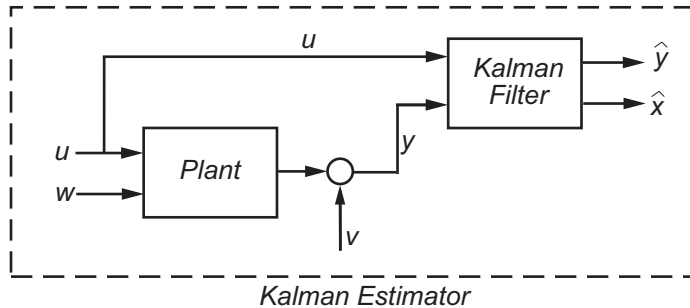 u
Kalman
Filter
ŷ
x̂
u
Plant
y
w
v
Kalman Estimator